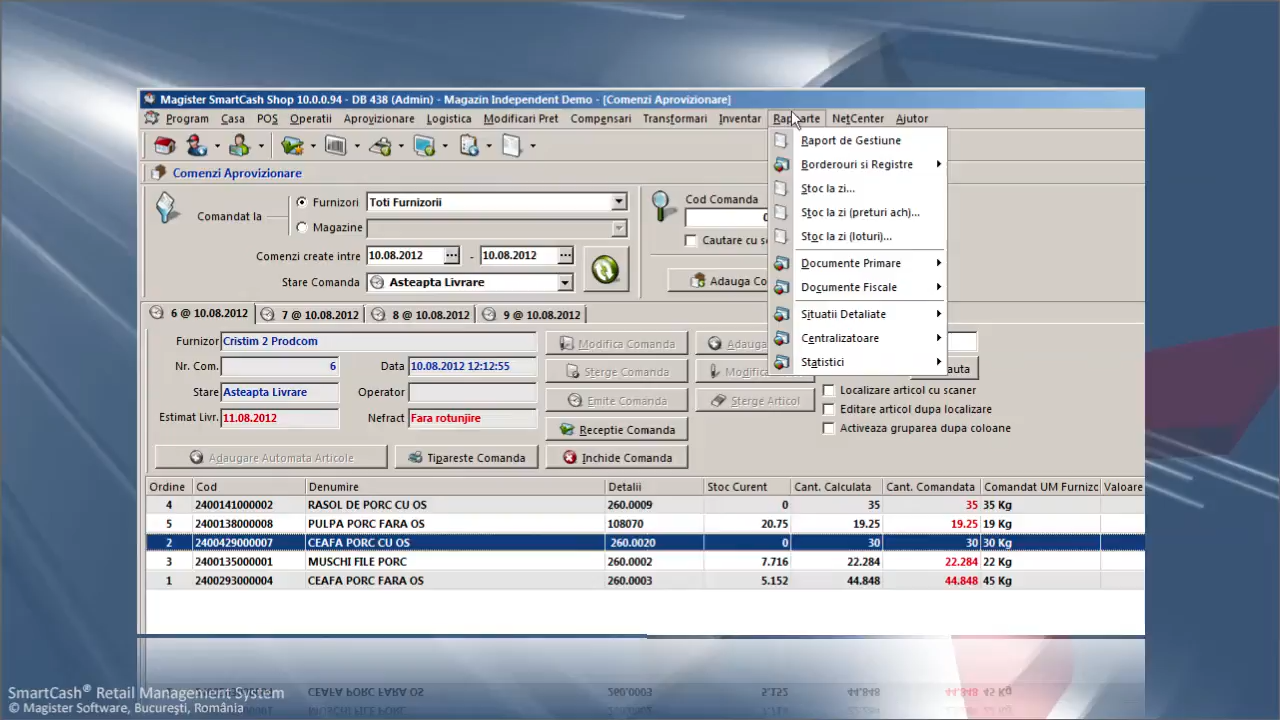 Magister SmartCash Shop 10.0.0.94 - DB 438 (Admin) - Magazin Independent Demo - [Comenzi Aprovizionare]
Program Casa POS Operatii Aprovizionare Logistica Modificari Pret Compensari Transformari Inventar Rapoarte NetCenter Ajutor
Raport de Gestiune
Borderouri si Registre
Stoc la zi...
Stoc la zi (preturi ach)...
Stoc la zi (loturi)...
Documente Primare
Documente Fiscale
Situatii Detaliate
Centralizatoare
Statistici
Comenzi Aprovizionare
Comandat la
Furnizori Toti Furnizorii
Magazine
Comenzi create intre 10.08.2012 ... - 10.08.2012 ...
Stare Comanda Asteapta Livrare
Cod Comanda
0
Cautare cu s
Adauga Co
6 @ 10.08.2012 7 @ 10.08.2012 8 @ 10.08.2012 9 @ 10.08.2012
Furnizor Cristim 2 Prodcom
Nr. Com. 6 Data 10.08.2012 12:12:55
Stare Asteapta Livrare Operator
Estimat Livr. 11.08.2012 Nefract Fara rotunjire
Adaugare Automata Articole Tipareste Comanda
Modifica Comanda
Sterge Comanda
Emite Comanda
Receptie Comanda
Inchide Comanda
Adauga
Modific
Sterge Articol
auta
Localizare articol cu scaner
Editare articol dupa localizare
Activeaza gruparea dupa coloane
Ordine Cod Denumire Detalii Stoc Curent Cant. Calculata Cant. Comandata Comandat UM Furnizo Valoare
4 2400141000002 RASOL DE PORC CU OS 260.0009 0 35 35 35 Kg
5 2400138000008 PULPA PORC FARA OS 108070 20.75 19.25 19.25 19 Kg
2 2400429000007 CEAFA PORC CU OS 260.0020 0 30 30 30 Kg
3 2400135000001 MUSCHI FILE PORC 260.0002 7.716 22.284 22.284 22 Kg
1 2400293000004 CEAFA PORC FARA OS 260.0003 5.152 44.848 44.848 45 Kg
SmartCash® Retail Management System
© Magister Software, Bucureşti, România